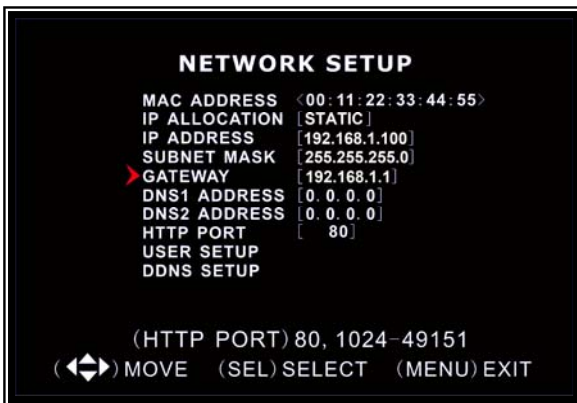 NETWORK SETUP
MAC ADDRESS <00:11:22:33:44:55>
IP ALLOCATION [STATIC]
IP ADDRESS [192.168.1.100]
SUBNET MASK [255.255.255.0]
GATEWAY [192.168.1.1]
DNS1 ADDRESS [0.0.0.0]
DNS2 ADDRESS [0.0.0.0]
HTTP PORT [ 80]
USER SETUP
DDNS SETUP
(HTTP PORT) 80, 1024-49151
( ) MOVE (SEL) SELECT (MENU) EXIT